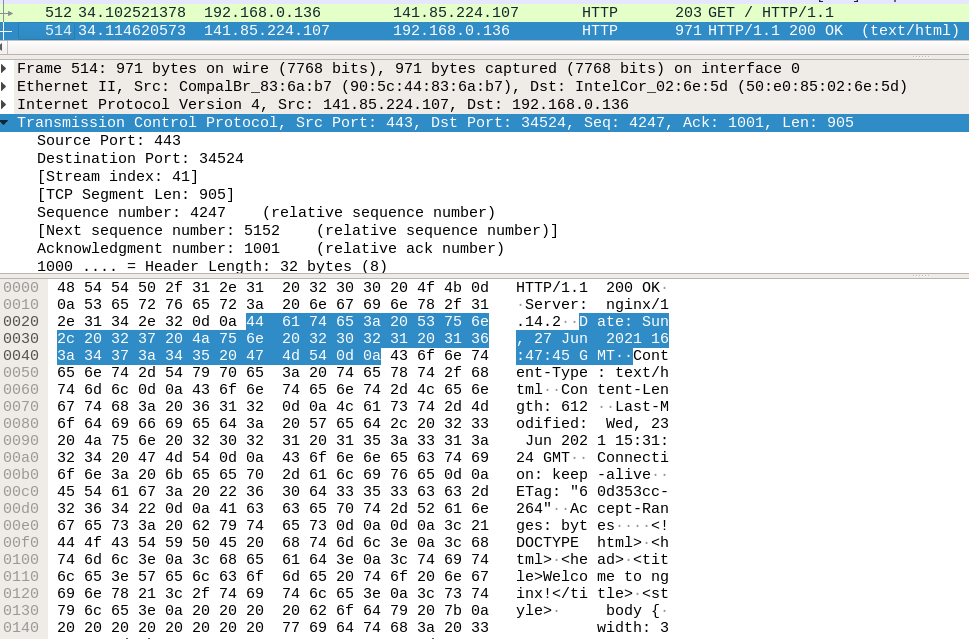 512 34.102521378 192.168.0.136 141.85.224.107 HTTP 203 GET / HTTP/1.1
514 34.114620573 141.85.224.107 192.168.0.136 HTTP 971 HTTP/1.1 200 OK (text/html)
Frame 514: 971 bytes on wire (7768 bits), 971 bytes captured (7768 bits) on interface 0
Ethernet II, Src: CompalBr_83:6a:b7 (90:5c:44:83:6a:b7), Dst: IntelCor_02:6e:5d (50:e0:85:02:6e:5d)
Internet Protocol Version 4, Src: 141.85.224.107, Dst: 192.168.0.136
Transmission Control Protocol, Src Port: 443, Dst Port: 34524, Seq: 4247, Ack: 1001, Len: 905
Source Port: 443
Destination Port: 34524
[Stream index: 41]
[TCP Segment Len: 905]
Sequence number: 4247 (relative sequence number)
[Next sequence number: 5152 (relative sequence number)]
Acknowledgment number: 1001 (relative ack number)
1000 .... = Header Length: 32 bytes (8)
0000 48 54 54 50 2f 31 2e 31 20 32 30 30 20 4f 4b 0d HTTP/1.1 200 OK·
0010 0a 53 65 72 76 65 72 3a 20 6e 67 69 6e 78 2f 31 ·Server: nginx/1
0020 2e 31 34 2e 32 0d 0a 44 61 74 65 3a 20 53 75 6e .14.2··D ate: Sun
0030 2c 20 32 37 20 4a 75 6e 20 32 30 32 31 20 31 36 , 27 Jun 2021 16
0040 3a 34 37 3a 34 35 20 47 4d 54 0d 0a 43 6f 6e 74 :47:45 G MT··Cont
0050 65 6e 74 2d 54 79 70 65 3a 20 74 65 78 74 2f 68 ent-Type : text/h
0060 74 6d 6c 0d 0a 43 6f 6e 74 65 6e 74 2d 4c 65 6e tml··Con tent-Len
0070 67 74 68 3a 20 36 31 32 0d 0a 4c 61 73 74 2d 4d gth: 612 ··Last-M
0080 6f 64 69 66 69 65 64 3a 20 57 65 64 2c 20 32 33 odified: Wed, 23
0090 20 4a 75 6e 20 32 30 32 31 20 31 35 3a 33 31 3a Jun 202 1 15:31:
00a0 32 34 20 47 4d 54 0d 0a 43 6f 6e 6e 65 63 74 69 24 GMT·· Connecti
00b0 6f 6e 3a 20 6b 65 65 70 2d 61 6c 69 76 65 0d 0a on: keep -alive··
00c0 45 54 61 67 3a 20 22 36 30 64 33 35 33 63 63 2d ETag: "6 0d353cc-
00d0 32 36 34 22 0d 0a 41 63 63 65 70 74 2d 52 61 6e 264"··Ac cept-Ran
00e0 67 65 73 3a 20 62 79 74 65 73 0d 0a 0d 0a 3c 21 ges: byt es····<!
00f0 44 4f 43 54 59 50 45 20 68 74 6d 6c 3e 0a 3c 68 DOCTYPE html>·<h
0100 74 6d 6c 3e 0a 3c 68 65 61 64 3e 0a 3c 74 69 74 tml>·<he ad>·<tit
0110 6c 65 3e 57 65 6c 63 6f 6d 65 20 74 6f 20 6e 67 le>Welco me to ng
0120 69 6e 78 21 3c 2f 74 69 74 6c 65 3e 0a 3c 73 74 inx!</ti tle>·<st
0130 79 6c 65 3e 0a 20 20 20 20 62 6f 64 79 20 7b 0a yle>· body {·
0140 20 20 20 20 20 20 20 20 77 69 64 74 68 3a 20 33 width: 3